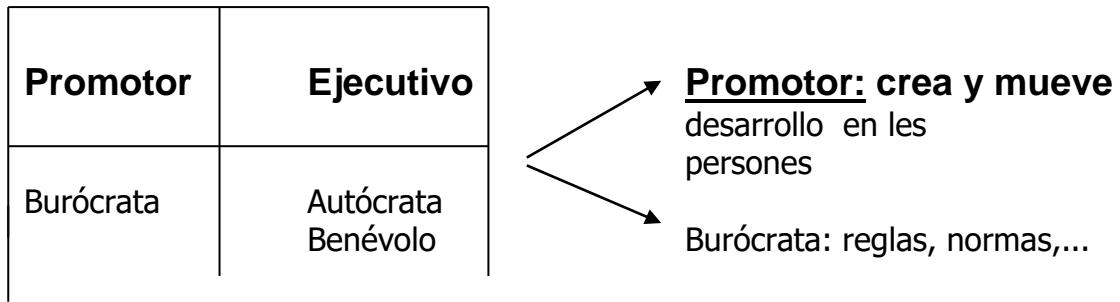 Promotor Ejecutivo
Burócrata Autócrata
Benévolo
Promotor: crea y mueve
desarrollo en les
persones
Burócrata: reglas, normas,...